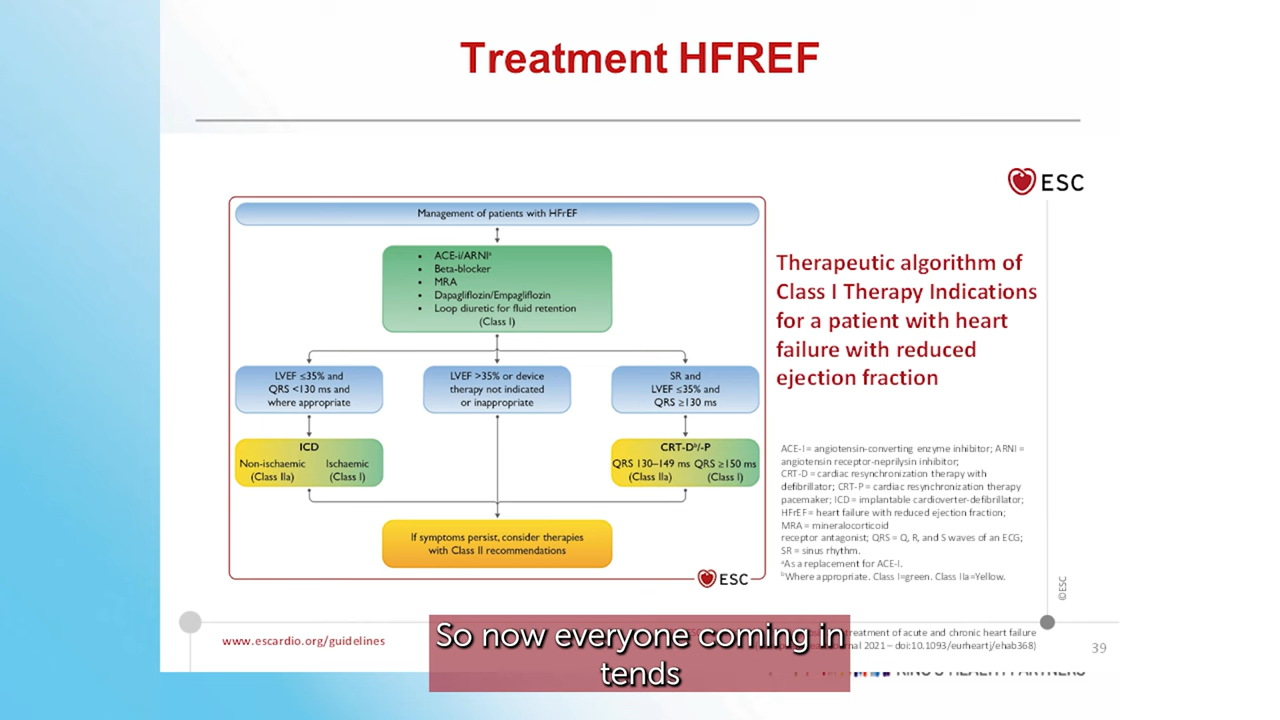 Treatment HFREF
ESC
Management of patients with HFrEF
• ACE-i/ARNIᵃ
• Beta-blocker
• MRA
• Dapagliflozin/Empagliflozin
• Loop diuretic for fluid retention
(Class I)
LVEF ≤35% and
QRS <130 ms and
where appropriate
LVEF >35% or device
therapy not indicated
or inappropriate
SR and
LVEF ≤35% and
QRS ≥130 ms
ICD
Non-ischaemic
(Class IIa)
Ischaemic
(Class I)
CRT-Dᵇ/-P
QRS 130–149 ms
(Class IIa)
QRS ≥150 ms
(Class I)
If symptoms persist, consider therapies
with Class II recommendations
ESC
Therapeutic algorithm of
Class I Therapy Indications
for a patient with heart
failure with reduced
ejection fraction
ACE-I = angiotensin-converting enzyme inhibitor; ARNI =
angiotensin receptor-neprilysin inhibitor;
CRT-D = cardiac resynchronization therapy with
defibrillator; CRT-P = cardiac resynchronization therapy
pacemaker; ICD = implantable cardioverter-defibrillator;
HFrEF = heart failure with reduced ejection fraction;
MRA = mineralocorticoid
receptor antagonist; QRS = Q, R, and S waves of an ECG;
SR = sinus rhythm.
ᵃAs a replacement for ACE-I.
ᵇWhere appropriate. Class I=green. Class IIa=Yellow.
©ESC
www.escardio.org/guidelines
treatment of acute and chronic heart failure
2021 – doi:10.1093/eurheartj/ehab368)
39
So now everyone coming in
tends